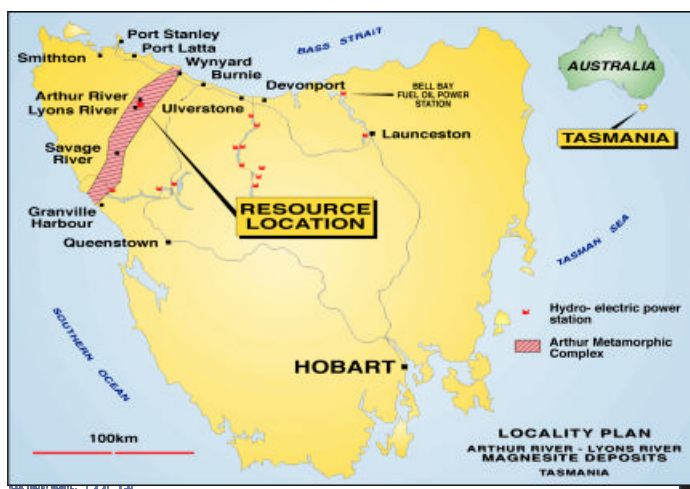 BASS STRAIT
Port Stanley
Port Latta
Smithton
Wynyard
Burnie
Devonport
BELL BAY
FUEL OIL POWER
STATION
AUSTRALIA
TASMANIA
Arthur River
Lyons River
Ulverstone
Launceston
Savage
River
RESOURCE
LOCATION
Granville
Harbour
Queenstown
TASMAN SEA
SOUTHERN OCEAN
Hydro- electric power
station
Arthur Metamorphic
Complex
HOBART
100km
LOCALITY PLAN
ARTHUR RIVER - LYONS RIVER
MAGNESITE DEPOSITS
TASMANIA